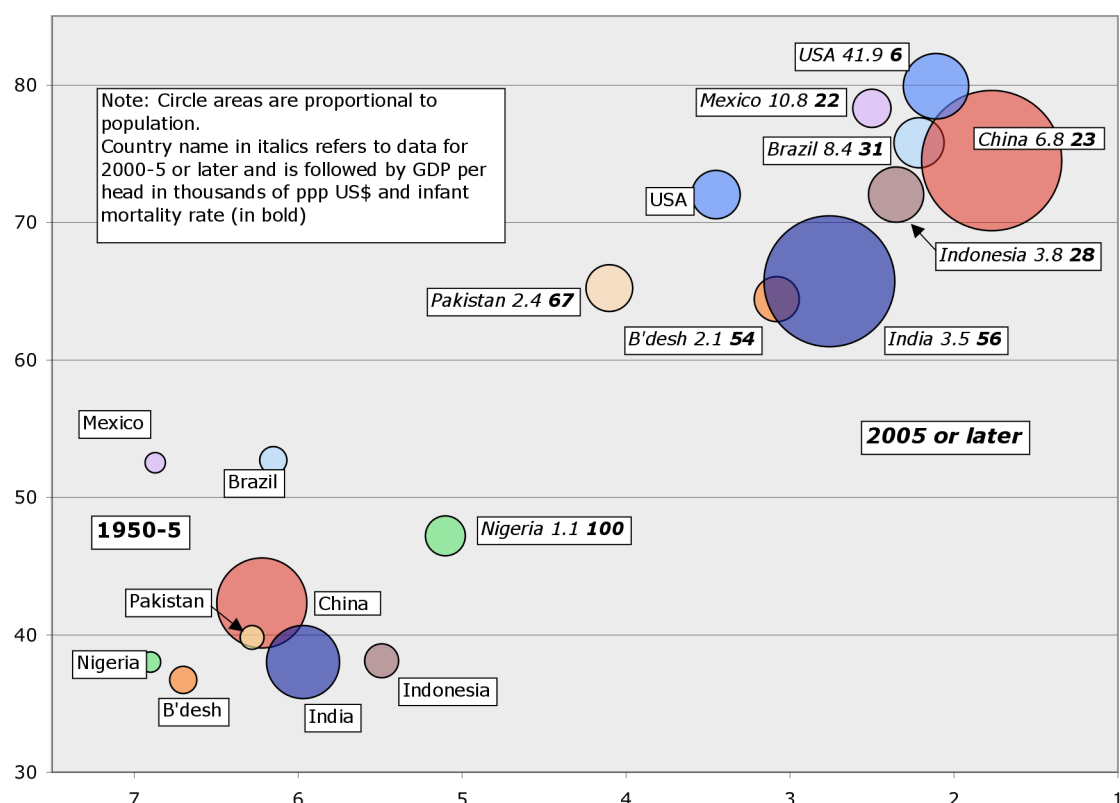 80
70
60
50
40
30
7
6
5
4
3
2
1
Note: Circle areas are proportional to
population.
Country name in italics refers to data for
2000-5 or later and is followed by GDP per
head in thousands of ppp US$ and infant
mortality rate (in bold)
USA 41.9 6
Mexico 10.8 22
Brazil 8.4 31
China 6.8 23
USA
Indonesia 3.8 28
Pakistan 2.4 67
B'desh 2.1 54
India 3.5 56
Mexico
2005 or later
Brazil
1950-5
Nigeria 1.1 100
Pakistan
China
Nigeria
Indonesia
B'desh
India